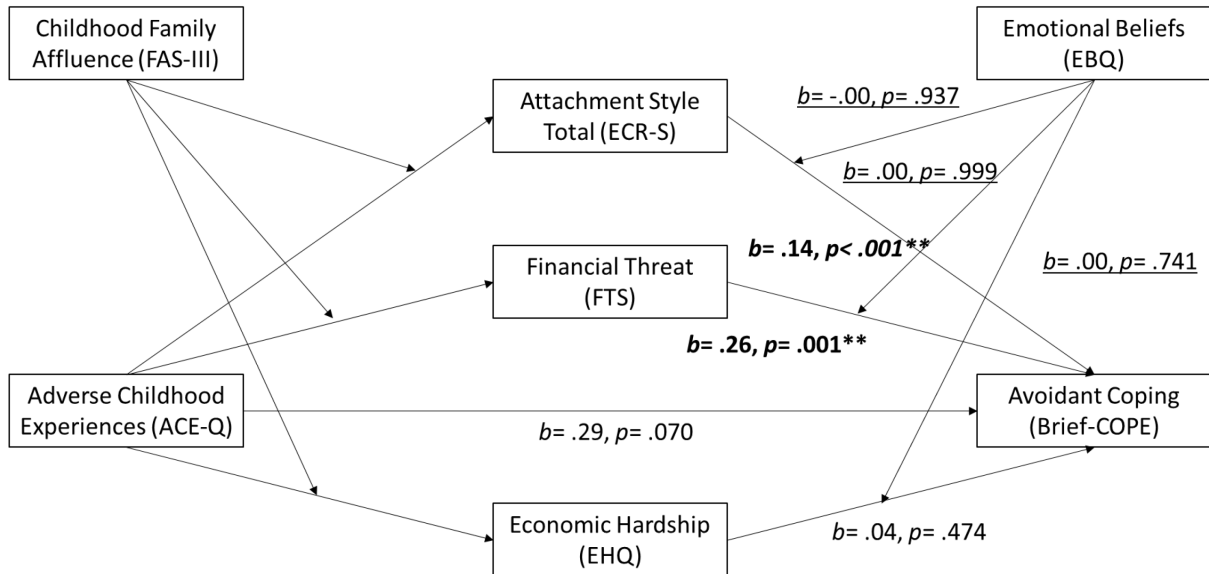 Childhood Family
Affluence (FAS-III)
Emotional Beliefs
(EBQ)
Attachment Style
Total (ECR-S)
b= -.00, p= .937
b= .00, p= .999
b= .14, p< .001**
Financial Threat
(FTS)
b= .00, p= .741
b= .26, p= .001**
Adverse Childhood
Experiences (ACE-Q)
b= .29, p= .070
Avoidant Coping
(Brief-COPE)
Economic Hardship
(EHQ)
b= .04, p= .474